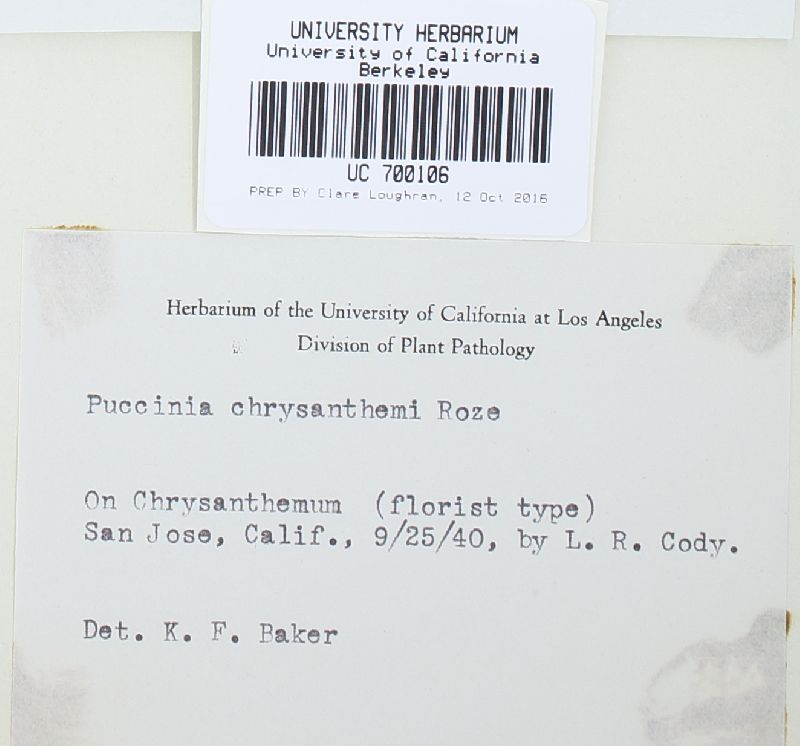 UNIVERSITY HERBARIUM
University of California
Berkeley
UC 700106
PREP BY Clare Loughran, 12 Oct 2016
Herbarium of the University of California at Los Angeles
Division of Plant Pathology
Puccinia chrysanthemi Roze
On Chrysanthemum (florist type)
San Jose, Calif., 9/25/40, by L. R. Cody.
Det. K. F. Baker